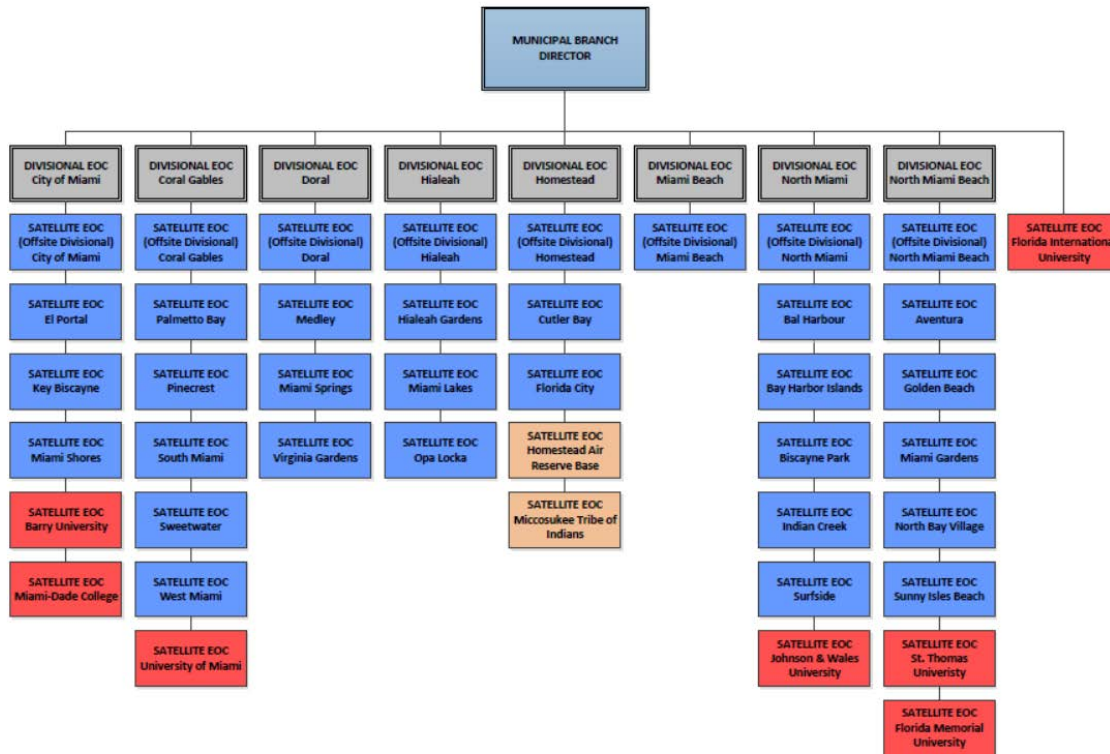 MUNICIPAL BRANCH
DIRECTOR
DIVISIONAL EOC
City of Miami
DIVISIONAL EOC
Coral Gables
DIVISIONAL EOC
Doral
DIVISIONAL EOC
Hialeah
DIVISIONAL EOC
Homestead
DIVISIONAL EOC
Miami Beach
DIVISIONAL EOC
North Miami
DIVISIONAL EOC
North Miami Beach
SATELLITE EOC
(Offsite Divisional)
City of Miami
SATELLITE EOC
(Offsite Divisional)
Coral Gables
SATELLITE EOC
(Offsite Divisional)
Doral
SATELLITE EOC
(Offsite Divisional)
Hialeah
SATELLITE EOC
(Offsite Divisional)
Homestead
SATELLITE EOC
(Offsite Divisional)
Miami Beach
SATELLITE EOC
(Offsite Divisional)
North Miami
SATELLITE EOC
(Offsite Divisional)
North Miami Beach
SATELLITE EOC
Florida International
University
SATELLITE EOC
El Portal
SATELLITE EOC
Palmetto Bay
SATELLITE EOC
Medley
SATELLITE EOC
Hialeah Gardens
SATELLITE EOC
Cutler Bay
SATELLITE EOC
Bal Harbour
SATELLITE EOC
Aventura
SATELLITE EOC
Key Biscayne
SATELLITE EOC
Pinecrest
SATELLITE EOC
Miami Springs
SATELLITE EOC
Miami Lakes
SATELLITE EOC
Florida City
SATELLITE EOC
Bay Harbor Islands
SATELLITE EOC
Golden Beach
SATELLITE EOC
Miami Shores
SATELLITE EOC
South Miami
SATELLITE EOC
Virginia Gardens
SATELLITE EOC
Opa Locka
SATELLITE EOC
Homestead Air
Reserve Base
SATELLITE EOC
Biscayne Park
SATELLITE EOC
Miami Gardens
SATELLITE EOC
Barry University
SATELLITE EOC
Sweetwater
SATELLITE EOC
Miccosukee Tribe of
Indians
SATELLITE EOC
Indian Creek
SATELLITE EOC
North Bay Village
SATELLITE EOC
Miami-Dade College
SATELLITE EOC
West Miami
SATELLITE EOC
Surfside
SATELLITE EOC
Sunny Isles Beach
SATELLITE EOC
University of Miami
SATELLITE EOC
Johnson & Wales
University
SATELLITE EOC
St. Thomas
Univeristy
SATELLITE EOC
Florida Memorial
University